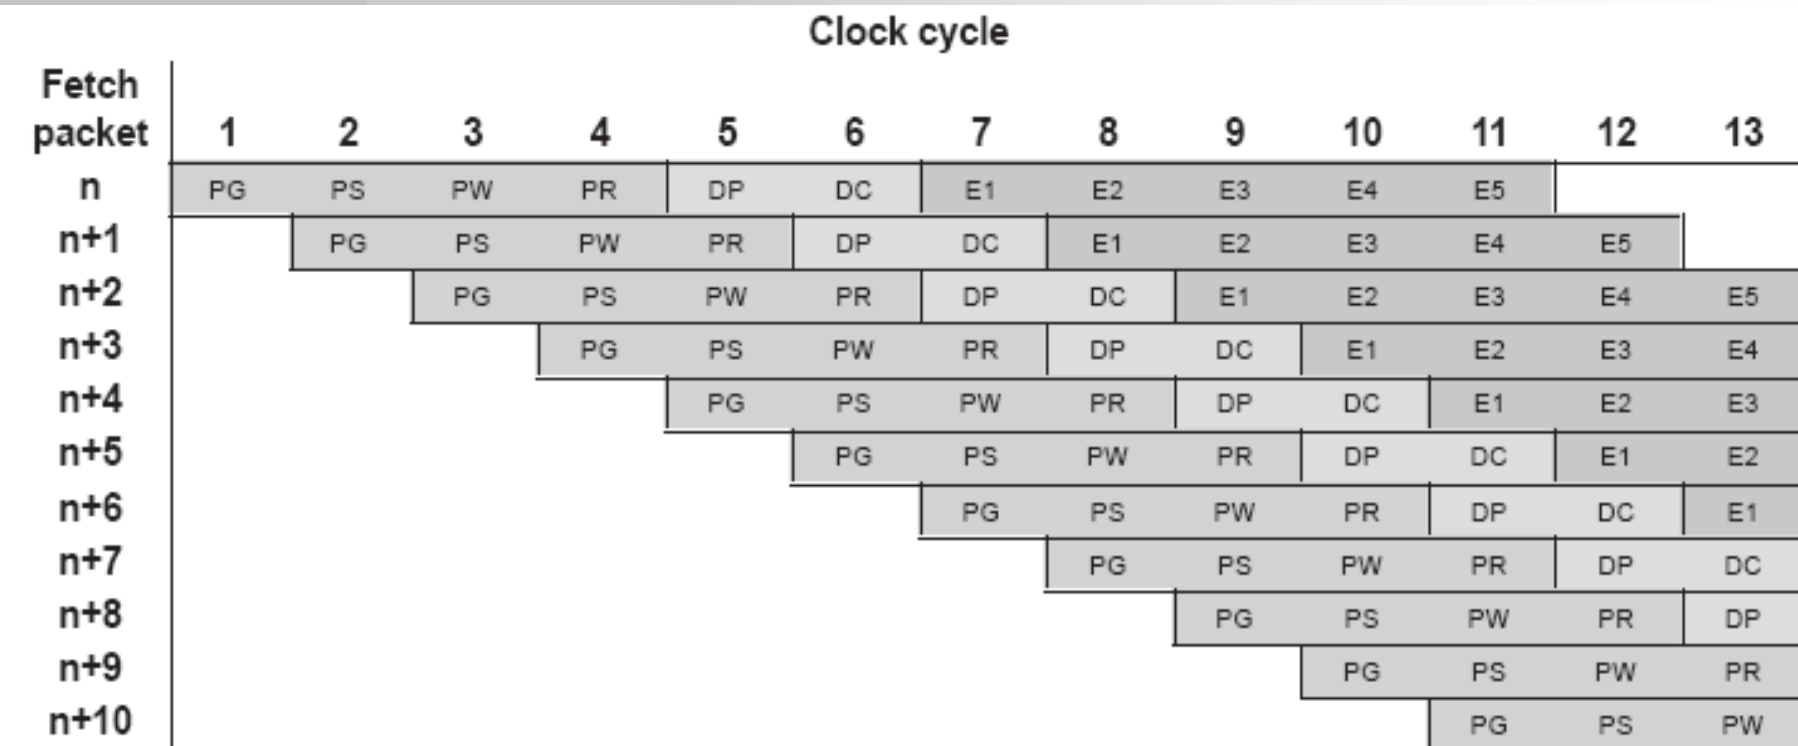 Clock cycle
Fetch
packet 1 2 3 4 5 6 7 8 9 10 11 12 13
n PG PS PW PR DP DC E1 E2 E3 E4 E5
n+1 PG PS PW PR DP DC E1 E2 E3 E4 E5
n+2 PG PS PW PR DP DC E1 E2 E3 E4 E5
n+3 PG PS PW PR DP DC E1 E2 E3 E4
n+4 PG PS PW PR DP DC E1 E2 E3
n+5 PG PS PW PR DP DC E1 E2
n+6 PG PS PW PR DP DC E1
n+7 PG PS PW PR DP DC
n+8 PG PS PW PR DP
n+9 PG PS PW PR
n+10 PG PS PW